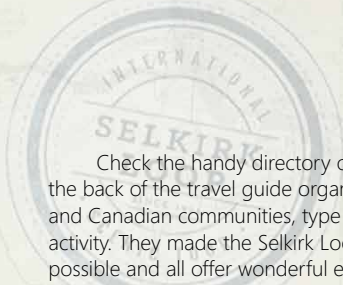 INTERNATIONAL
SELKIRK
LOOP
Check the handy directory
the back of the travel guide
and Canadian communities, type
activity. They made the Selkirk
possible and all offer wonderful